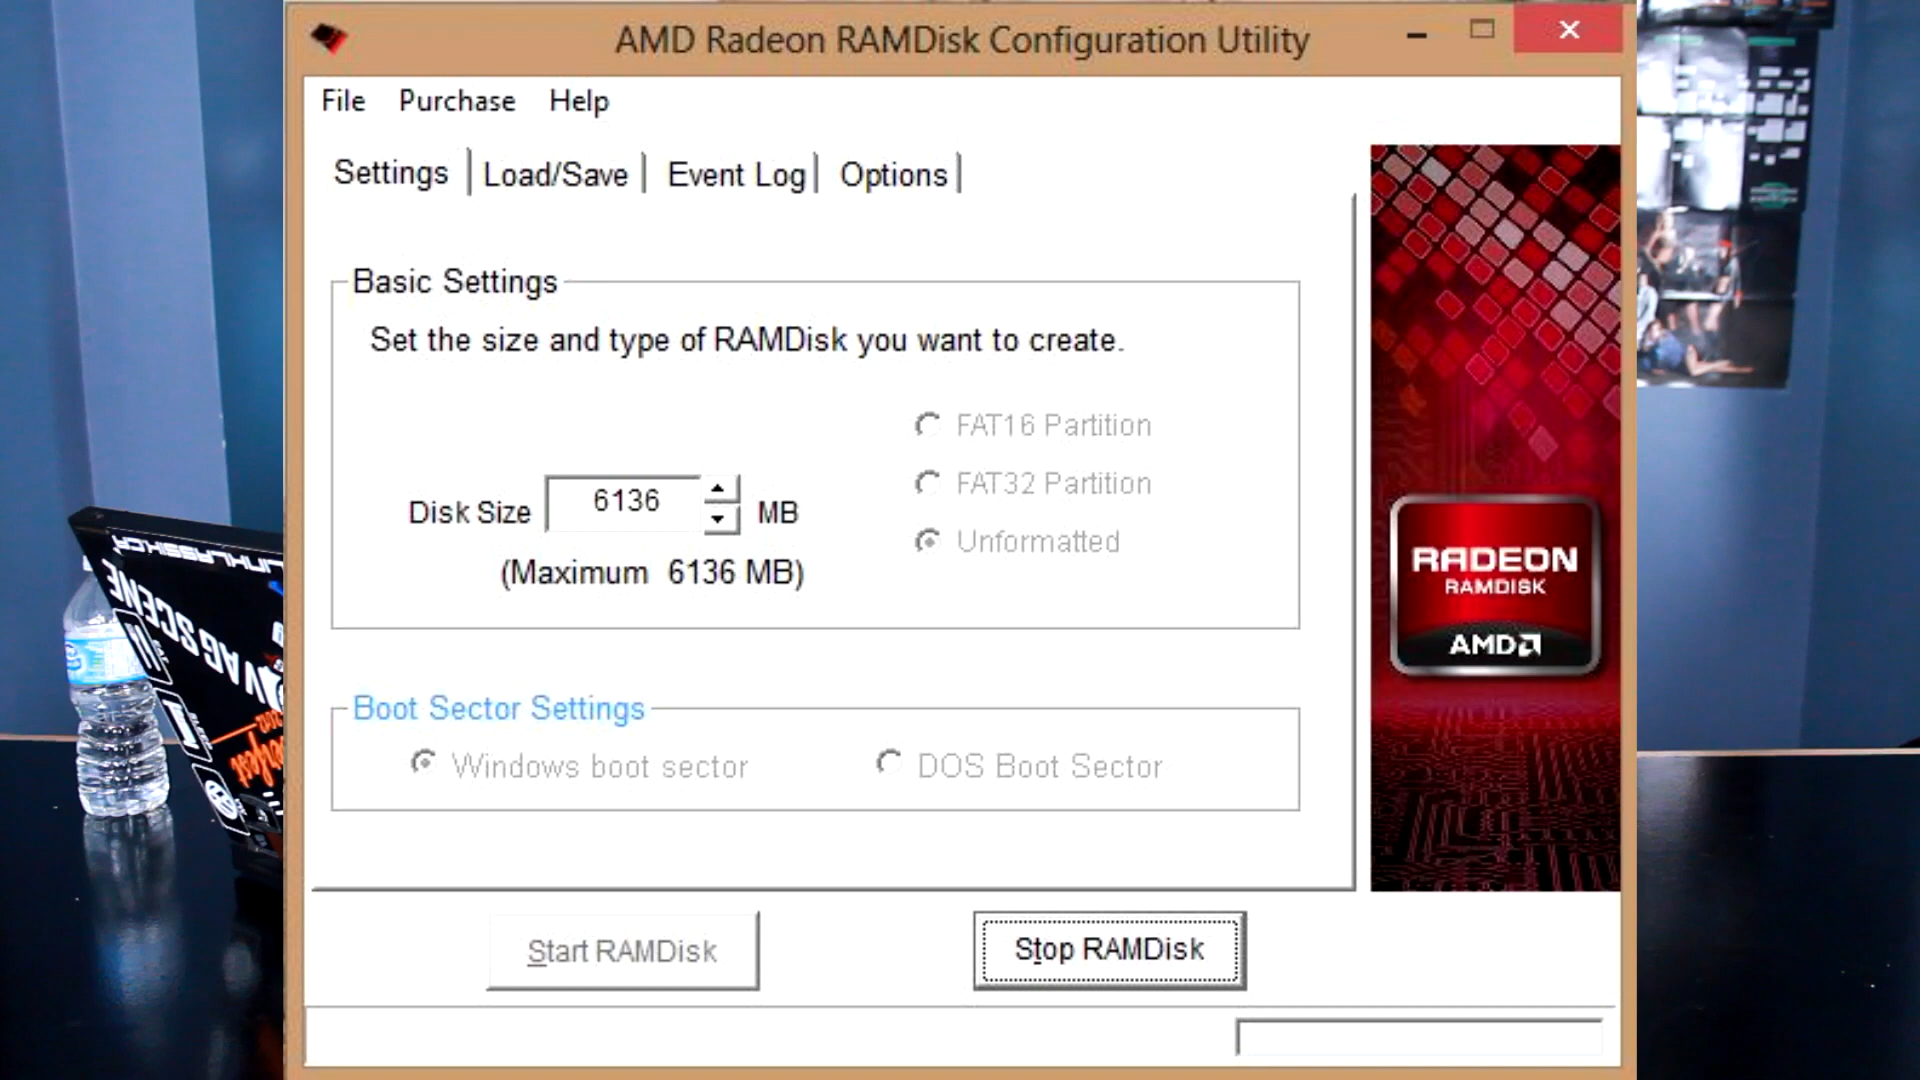 AMD Radeon RAMDisk Configuration Utility
File Purchase Help
Settings Load/Save Event Log Options
Basic Settings
Set the size and type of RAMDisk you want to create.
FAT16 Partition
FAT32 Partition
Disk Size 6136 MB
Unformatted
(Maximum 6136 MB)
RADEON
RAMDISK
AMD
Boot Sector Settings
Windows boot sector DOS Boot Sector
Start RAMDisk Stop RAMDisk
VAG SCENE